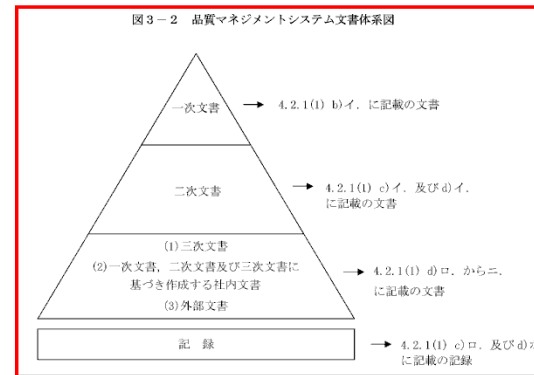 図3－2　品質マネジメントシステム文書体系図
一次文書
→ 4.2.1(1) b)イ. に記載の文書
二次文書
→ 4.2.1(1) c)イ. 及びd)イ.
に記載の文書
(1)三次文書
(2)一次文書，二次文書及び三次文書に
基づき作成する社内文書
(3)外部文書
→ 4.2.1(1) d)ロ. からニ.
に記載の文書
記　録
→ 4.2.1(1) c)ロ. 及びd)
に記載の記録